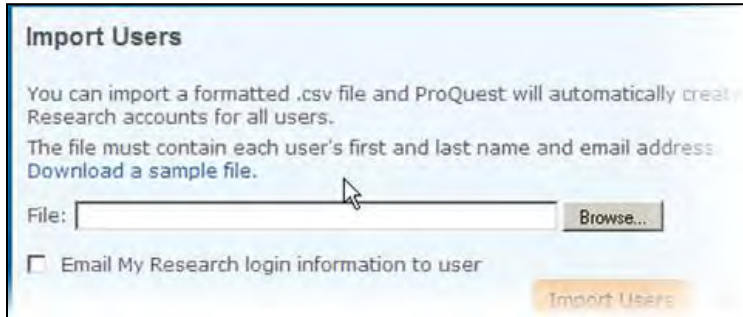 Import Users
You can import a formatted .csv file and ProQuest will automatically create
Research accounts for all users.
The file must contain each user's first and last name and email address.
Download a sample file.
File: Browse...
Email My Research login information to user
Import Users